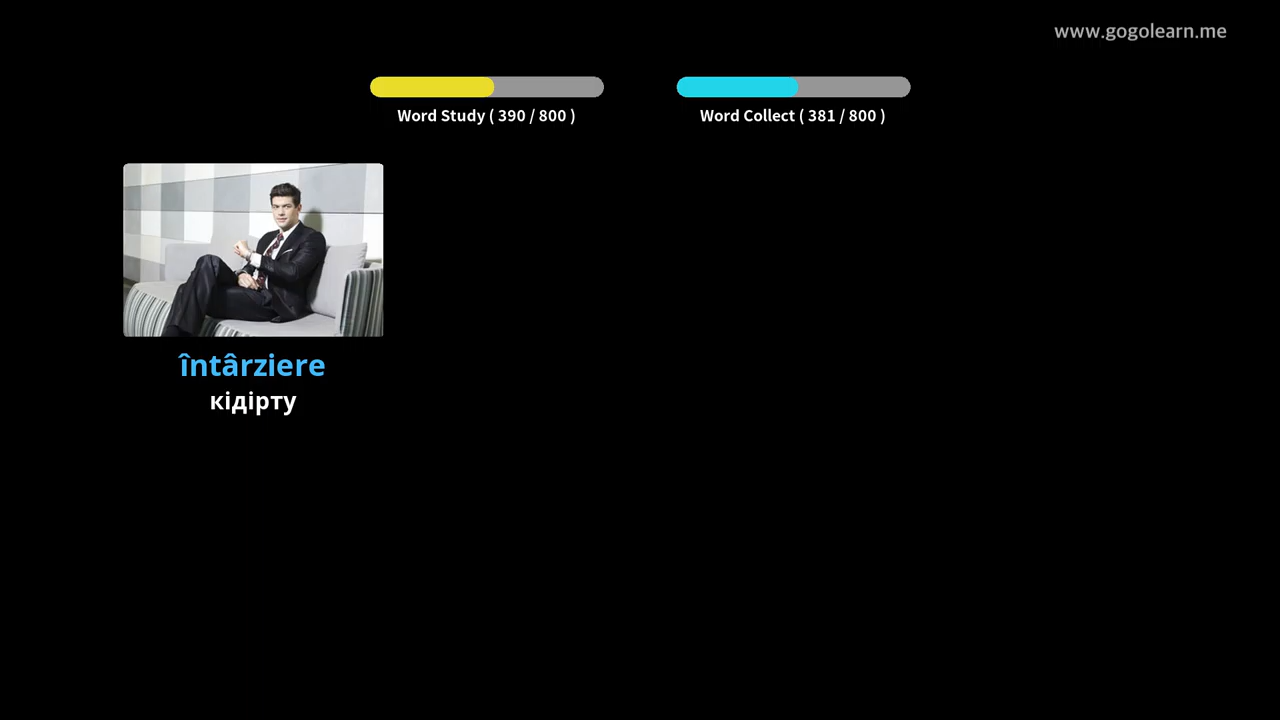 www.gogolearn.me
Word Study ( 390 / 800 )
Word Collect ( 381 / 800 )
întârziere
кідірту